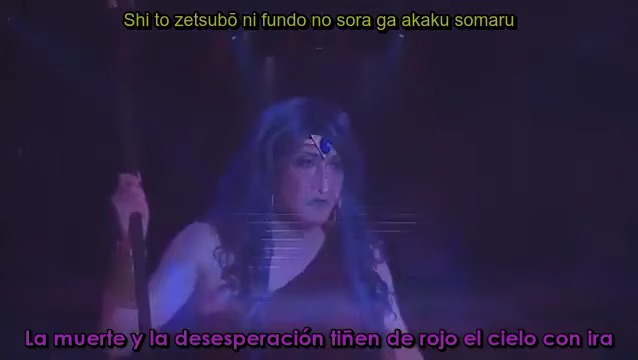 Shi to zetsubō ni fundo no sora ga akaku somaru
La muerte y la desesperación tiñen de rojo el cielo con ira